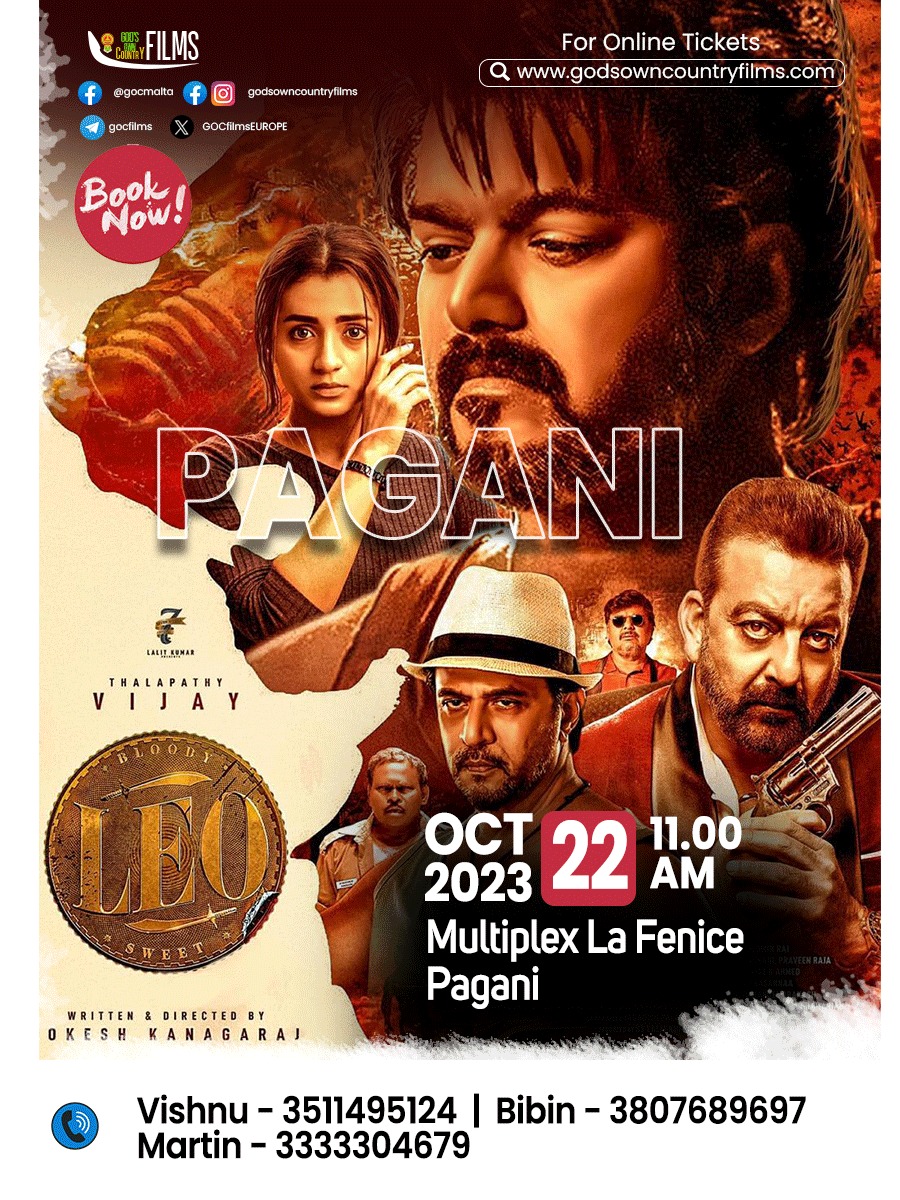 GOD'S
OWN
COUNTRY FILMS
For Online Tickets
www.godsowncountryfilms.com
@gocmalta godsowncountryfilms
gocfilms GOCfilmsEUROPE
Book
Now!
PAGANI
LALIT KUMAR
PRESENTS
THALAPATHY
VIJAY
BLOODY
LEO
SWEET
OCT
2023
22
11.00
AM
Multiplex La Fenice
Pagani
WRITTEN & DIRECTED BY
OKESH KANAGARAJ
Vishnu - 3511495124 | Bibin - 3807689697
Martin - 3333304679